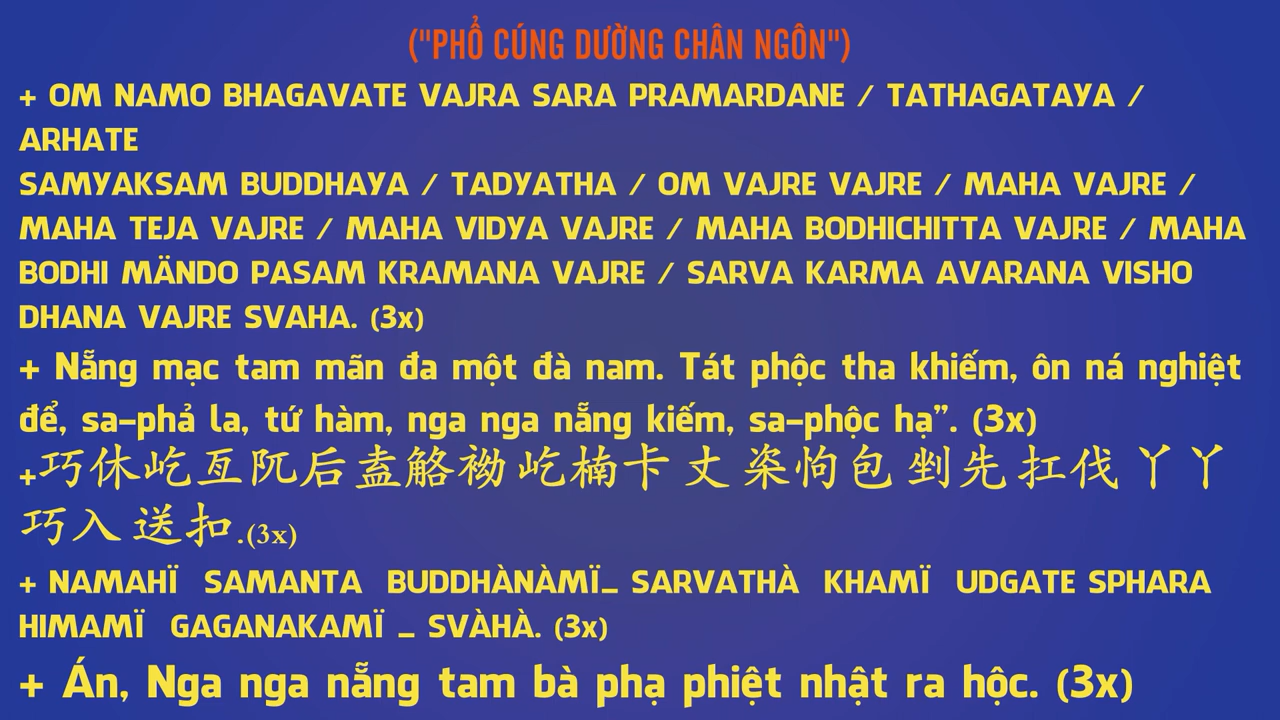 ("PHỔ CÚNG DƯỜNG CHÂN NGÔN")
+ OM NAMO BHAGAVATE VAJRA SARA PRAMARDANE / TATHAGATAYA /
ARHATE
SAMYAKSAM BUDDHAYA / TADYATHA / OM VAJRE VAJRE / MAHA VAJRE /
MAHA TEJA VAJRE / MAHA VIDYA VAJRE / MAHA BODHICHITTA VAJRE / MAHA
BODHI MÄNDO PASAM KRAMANA VAJRE / SARVA KARMA AVARANA VISHO
DHANA VAJRE SVAHA. (3x)
+ Nẵng mạc tam mãn đa một đà nam. Tát phộc tha khiếm, ôn ná nghiệt
để, sa-phả la, tứ hàm, nga nga nẵng kiếm, sa-phộc hạ”. (3x)
+巧休屹亙阢后盍觡袎屹楠卡丈栥怐包剉先扛伐丫丫
巧入送扣.(3x)
+ NAMAHÏ SAMANTA BUDDHÀNÀMÏ_ SARVATHÀ KHAMÏ UDGATE SPHARA
HIMAMÏ GAGANAKAMÏ _ SVÀHÀ. (3x)
+ Án, Nga nga nẵng tam bà phạ phiệt nhật ra hộc. (3x)